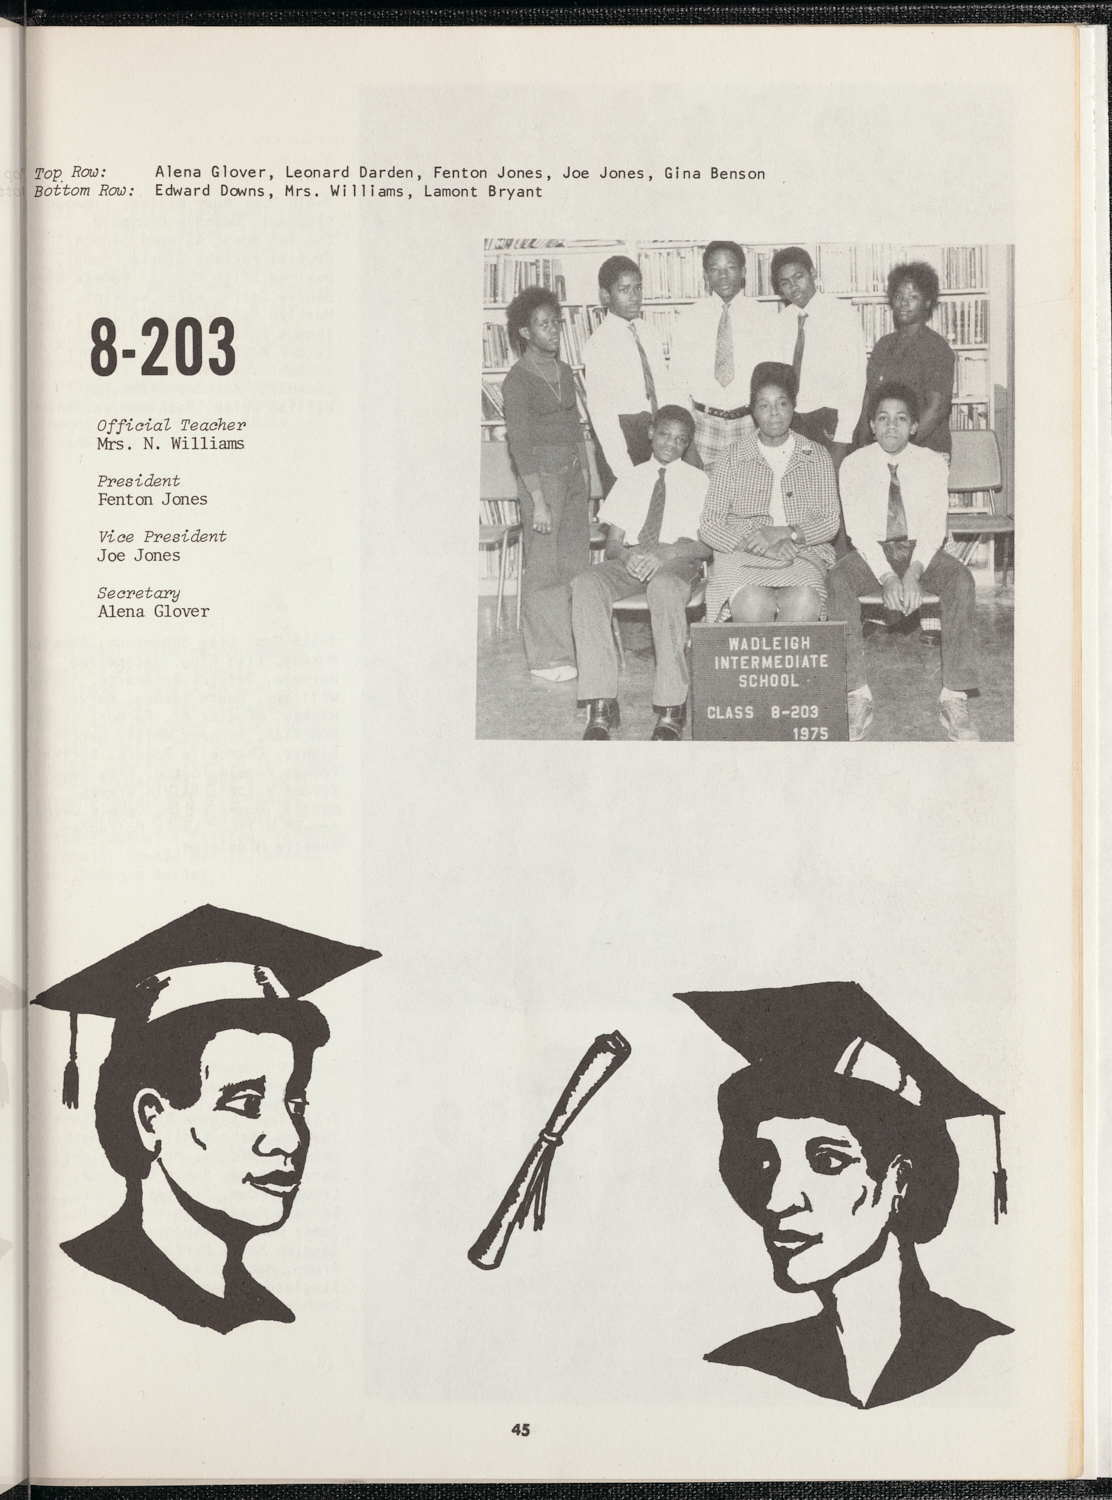 Top Row: Alena Glover, Leonard Darden, Fenton Jones, Joe Jones, Gina Benson
Bottom Row: Edward Downs, Mrs. Williams, Lamont Bryant
8-203
Official Teacher
Mrs. N. Williams
President
Fenton Jones
Vice President
Joe Jones
Secretary
Alena Glover
WADLEIGH
INTERMEDIATE
SCHOOL
CLASS 8-203
1975
45